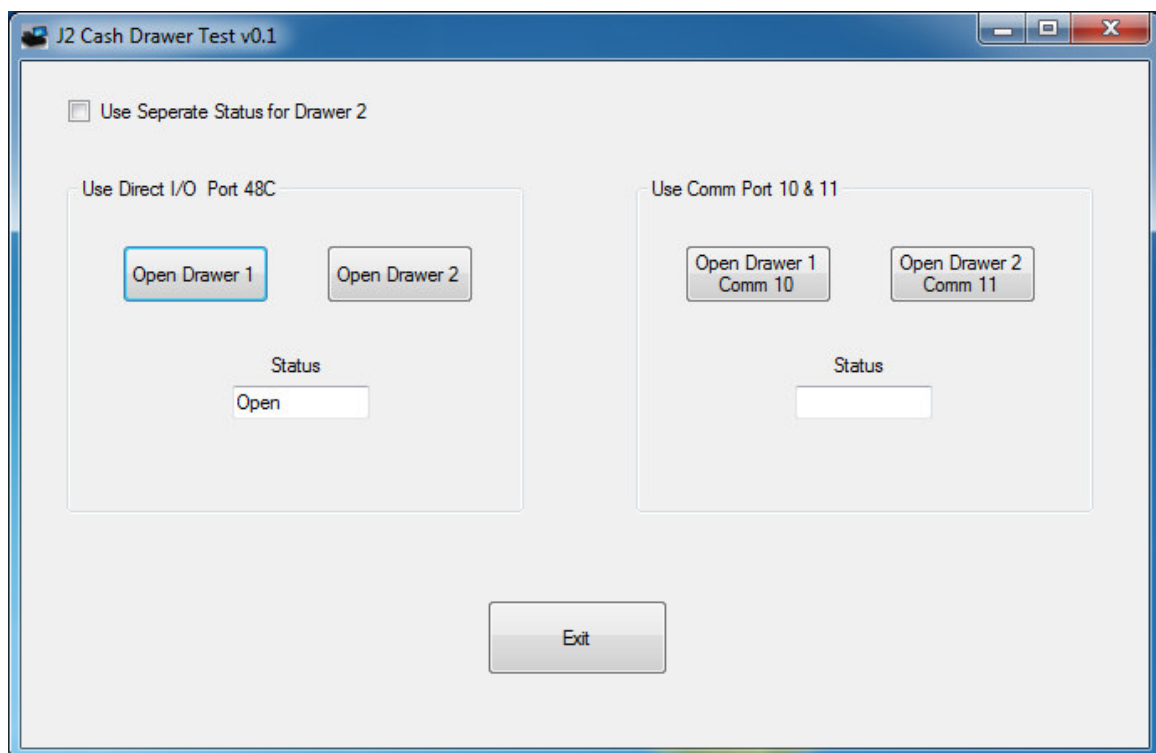 J2 Cash Drawer Test v0.1
Use Seperate Status for Drawer 2
Use Direct I/O  Port 48C
Open Drawer 1
Open Drawer 2
Status
Open
Use Comm Port 10 & 11
Open Drawer 1
Comm 10
Open Drawer 2
Comm 11
Status
Exit